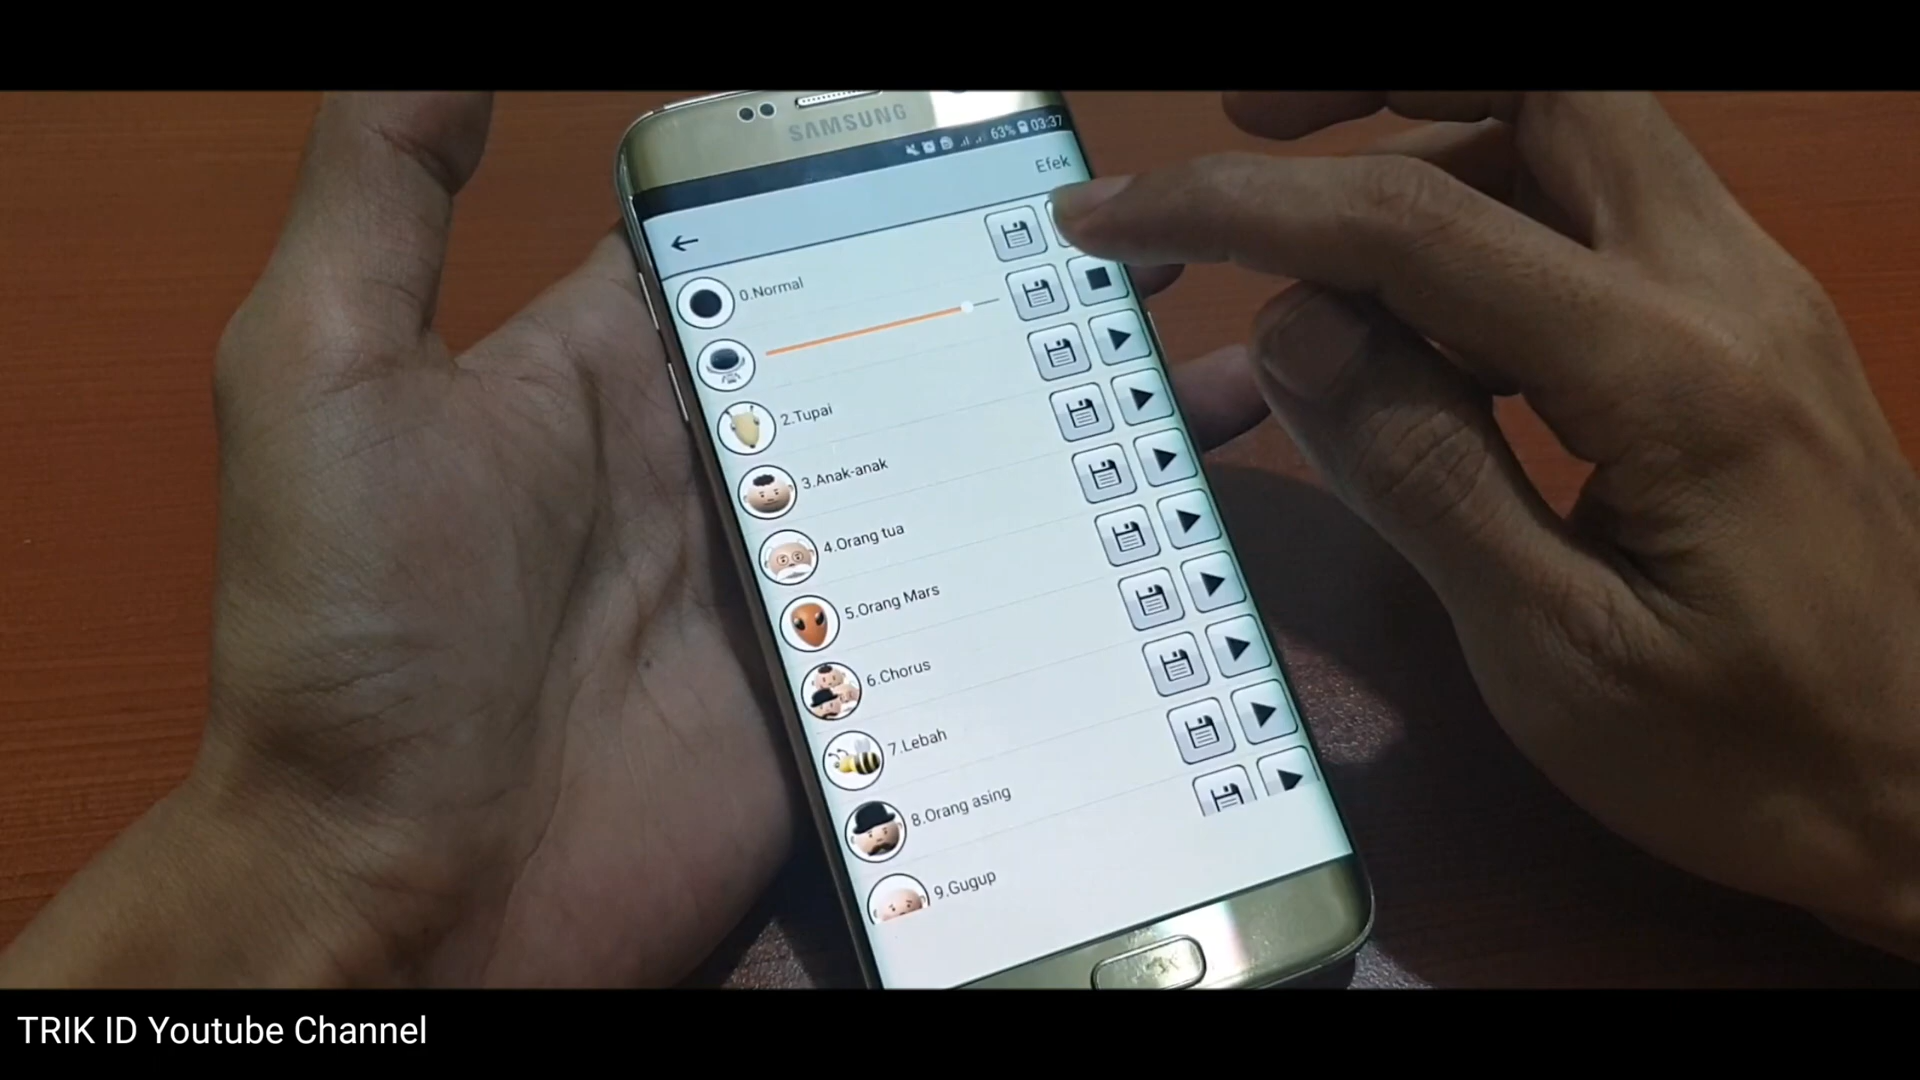 SAMSUNG
63% 03:37
Efek
0.Normal
2.Tupai
3.Anak-anak
4.Orang tua
5.Orang Mars
6.Chorus
7.Lebah
8.Orang asing
9.Gugup
TRIK ID Youtube Channel